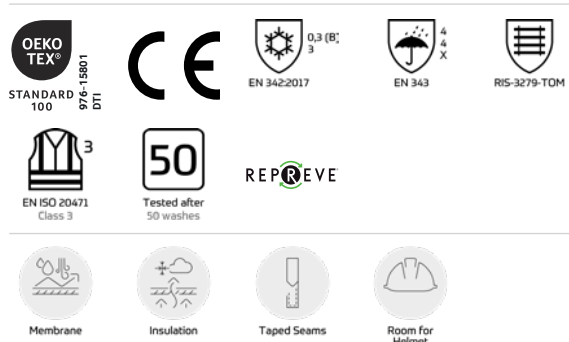 OEKO
TEX®
STANDARD
100
976-15801
DTI
CE
0,3 (B)
3
EN 342:2017
4
4
X
EN 343
RIS-3279-TOM
3
EN ISO 20471
Class 3
50
Tested after
50 washes
REPREVE
Membrane
Insulation
Taped Seams
Room for
Helmet